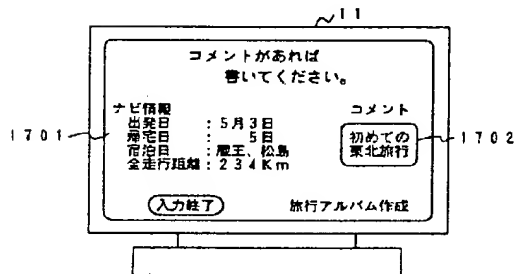 11
コメントがあれば
書いてください。
ナビ情報
出発日 : 5月3日
帰宅日 : 5日
宿泊日 : 蔵王、松島
全走行距離 : 234Km
コメント
初めての
東北旅行
1701
1702
入力終了
旅行アルバム作成